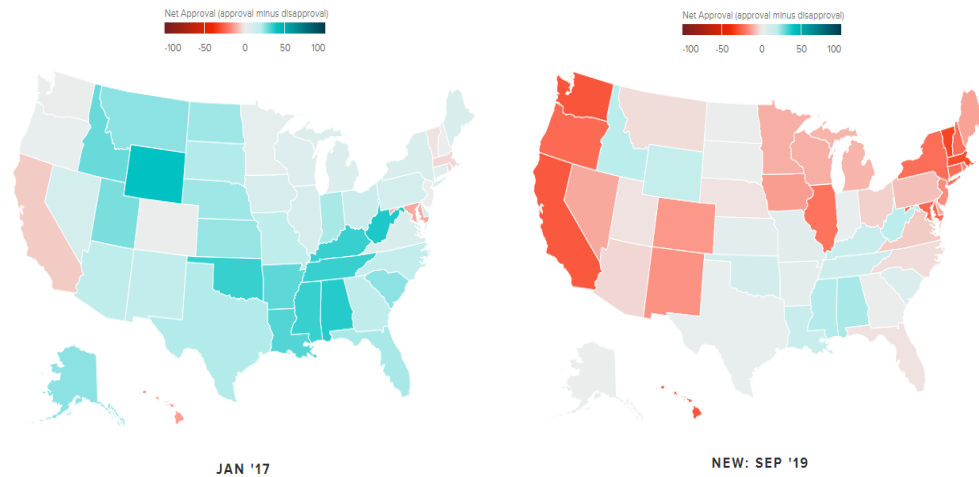 Net Approval (approval minus disapproval)
-100 -50 0 50 100
JAN '17
Net Approval (approval minus disapproval)
-100 -50 0 50 100
NEW: SEP '19